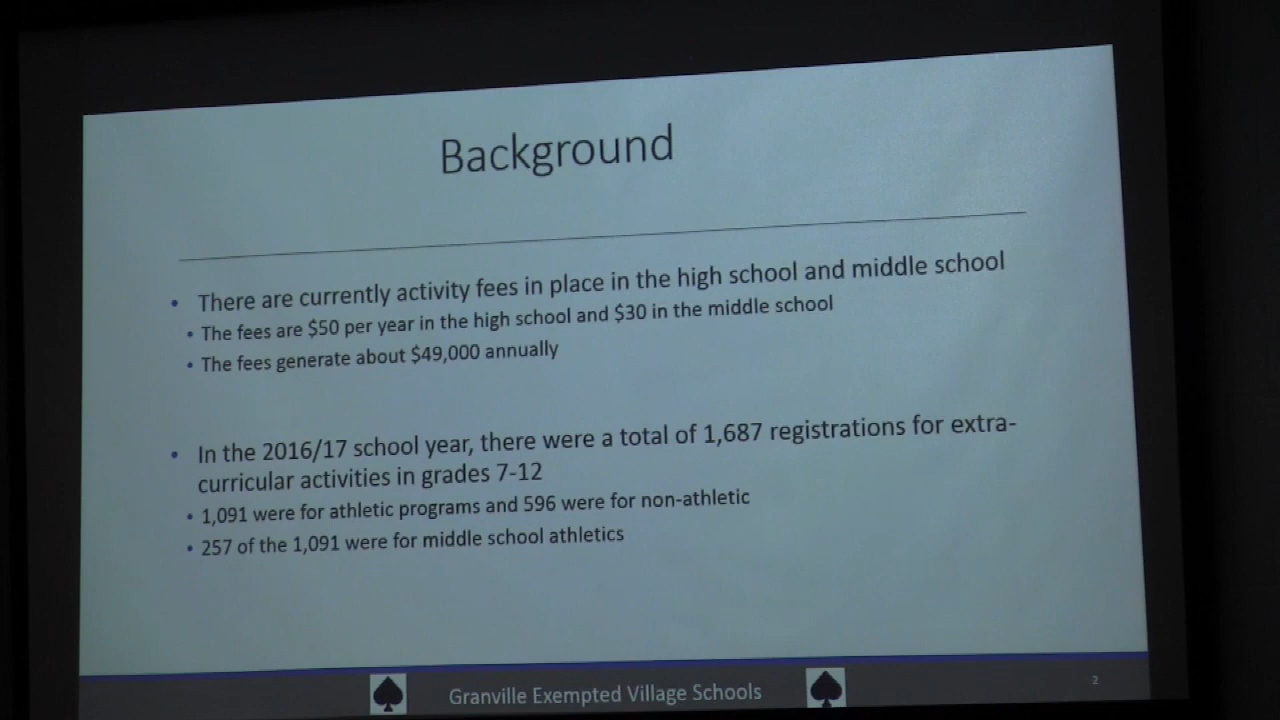 Background
• There are currently activity fees in place in the high school and middle school
• The fees are $50 per year in the high school and $30 in the middle school
• The fees generate about $49,000 annually
• In the 2016/17 school year, there were a total of 1,687 registrations for extra-
curricular activities in grades 7-12
• 1,091 were for athletic programs and 596 were for non-athletic
• 257 of the 1,091 were for middle school athletics
Granville Exempted Village Schools
2